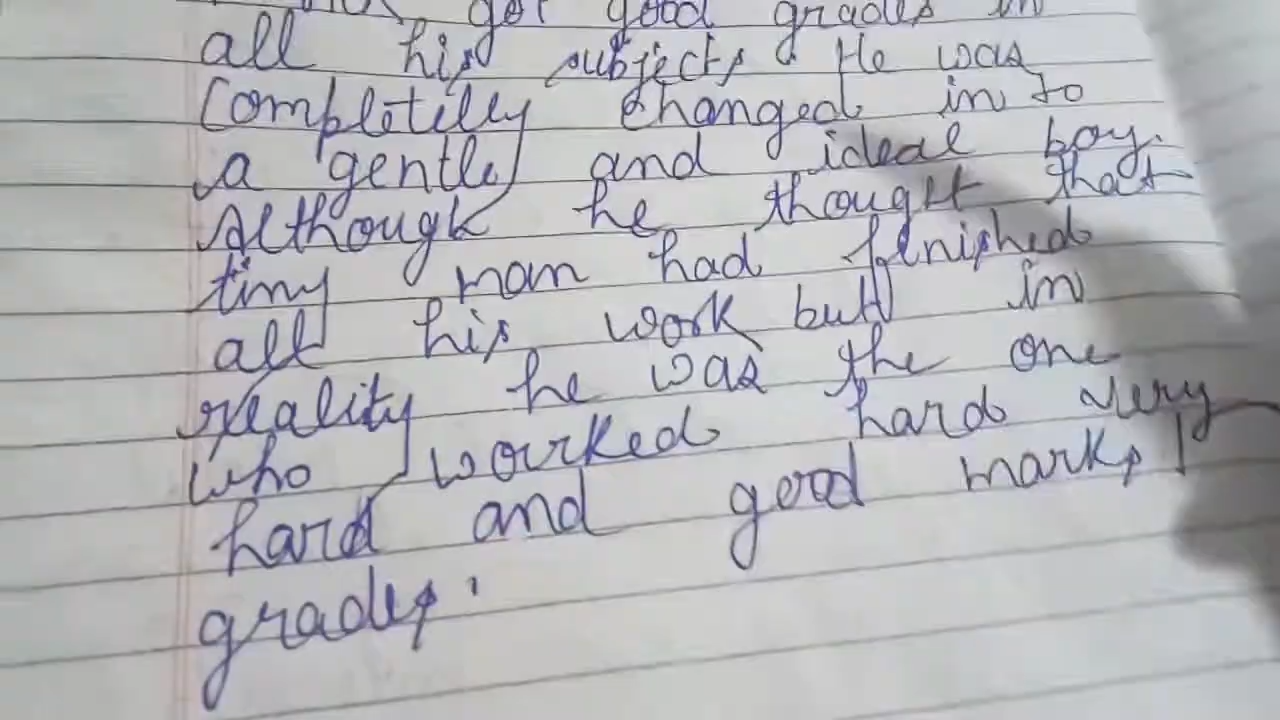 got good grades in
all his subjects. He was
Completilly changed in to
a gentle and ideal boy.
Although he thought that
tiny man had finished
all his work but in
reality he was the one
who worked hard very
hard and good marks/
grades.